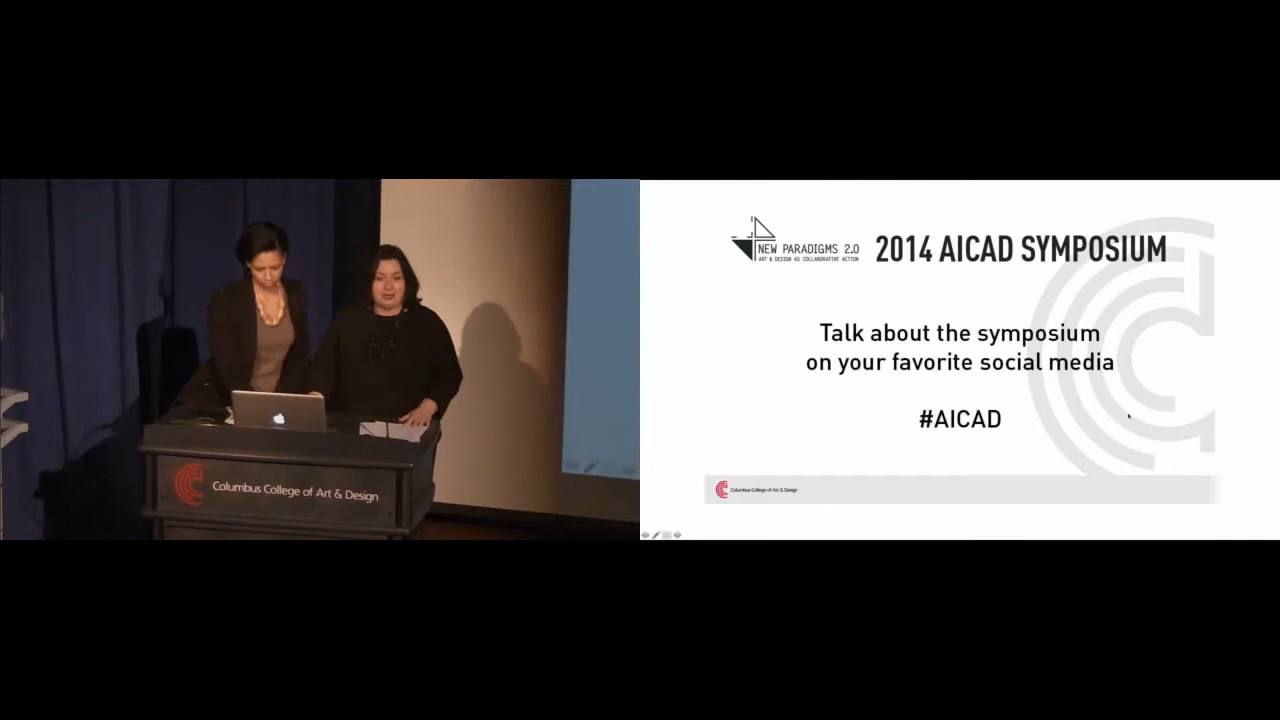 Columbus College of Art & Design
NEW PARADIGMS 2.0
ART & DESIGN AS COLLABORATIVE ACTION
2014 AICAD SYMPOSIUM
Talk about the symposium
on your favorite social media
#AICAD
Columbus College of Art & Design